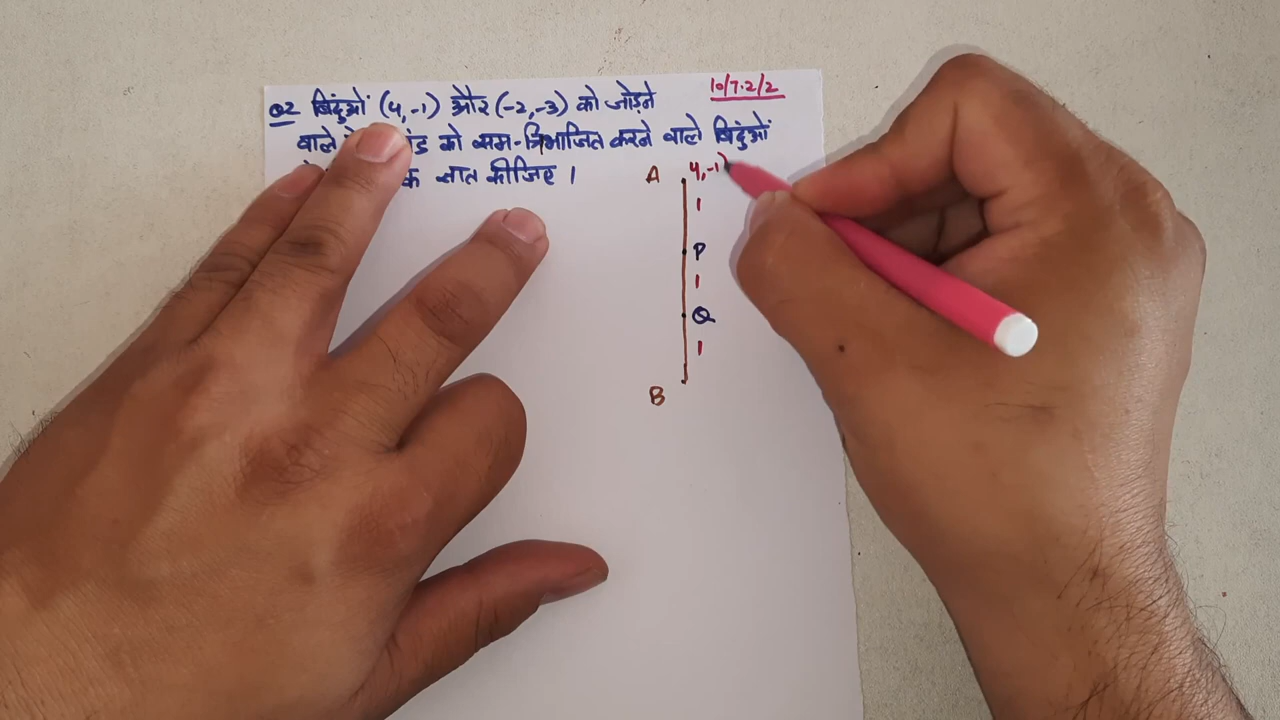 Q2 बिंदुओं (4,-1) और (-2,-3) को जोड़ने
वाले को सम-त्रिभाजित करने वाले बिंदुओं
ज्ञात कीजिए ।
10/7.2/2
A 4,-1)
1
P
1
Q
1
B